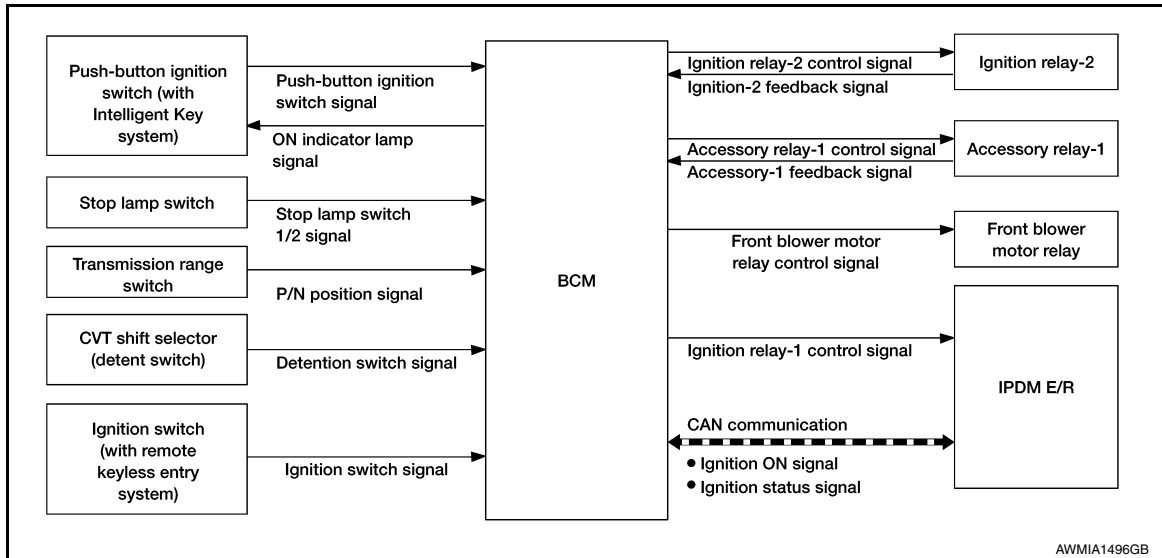 Push-button ignition
switch (with
Intelligent Key
system)
Push-button ignition
switch signal
ON indicator lamp
signal
Stop lamp switch
Stop lamp switch
1/2 signal
Transmission range
switch
P/N position signal
CVT shift selector
(detent switch)
Detention switch signal
Ignition switch
(with remote
keyless entry
system)
Ignition switch signal
BCM
Ignition relay-2 control signal
Ignition-2 feedback signal
Ignition relay-2
Accessory relay-1 control signal
Accessory-1 feedback signal
Accessory relay-1
Front blower motor
relay control signal
Front blower
motor relay
Ignition relay-1 control signal
IPDM E/R
CAN communication
● Ignition ON signal
● Ignition status signal
AWMIA1496GB